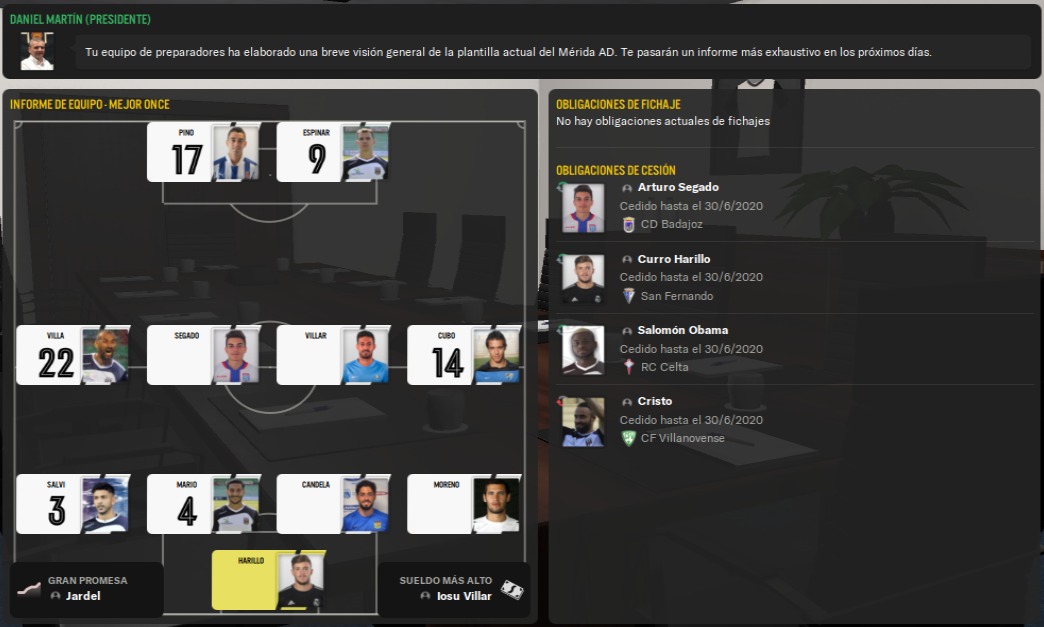 DANIEL MARTÍN (PRESIDENTE)
Tu equipo de preparadores ha elaborado una breve visión general de la plantilla actual del Mérida AD. Te pasarán un informe más exhaustivo en los próximos días.
INFORME DE EQUIPO - MEJOR ONCE
PINO
17
ESPINAR
9
VILLA
22
SEGADO
VILLAR
CUBO
14
SALVI
3
MARIO
4
CANDELA
MORENO
HARILLO
GRAN PROMESA
Jardel
SUELDO MÁS ALTO
Iosu Villar
OBLIGACIONES DE FICHAJE
No hay obligaciones actuales de fichajes
OBLIGACIONES DE CESIÓN
Arturo Segado
Cedido hasta el 30/6/2020
CD Badajoz
Curro Harillo
Cedido hasta el 30/6/2020
San Fernando
Salomón Obama
Cedido hasta el 30/6/2020
RC Celta
Cristo
Cedido hasta el 30/6/2020
CF Villanovense